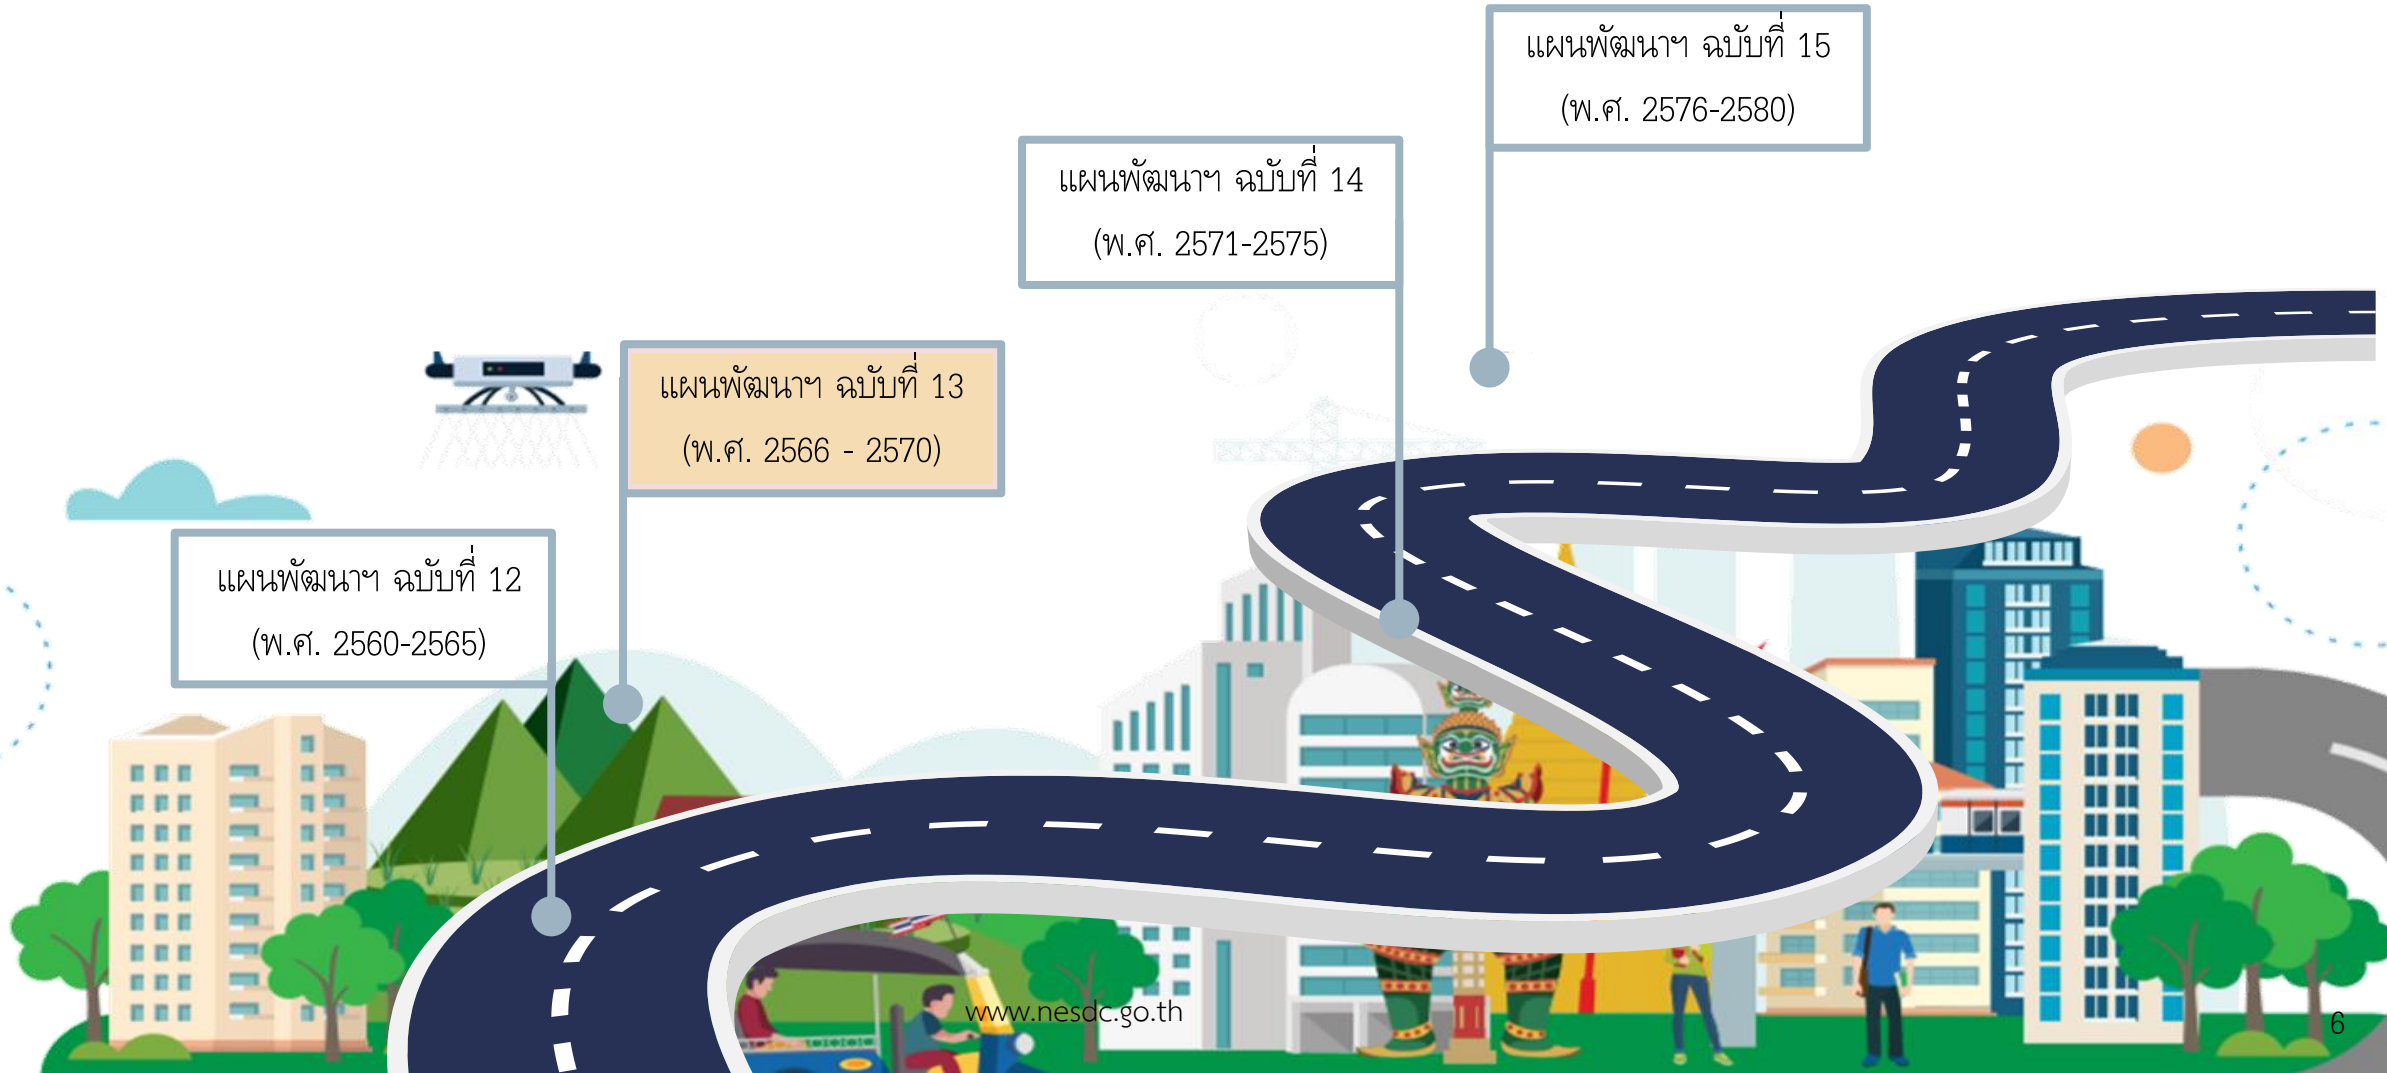 แผนพัฒนาฯ ฉบับที่ 15
(พ.ศ. 2576-2580)
แผนพัฒนาฯ ฉบับที่ 14
(พ.ศ. 2571-2575)
แผนพัฒนาฯ ฉบับที่ 13
(พ.ศ. 2566 - 2570)
แผนพัฒนาฯ ฉบับที่ 12
(พ.ศ. 2560-2565)
www.nesdc.go.th
6